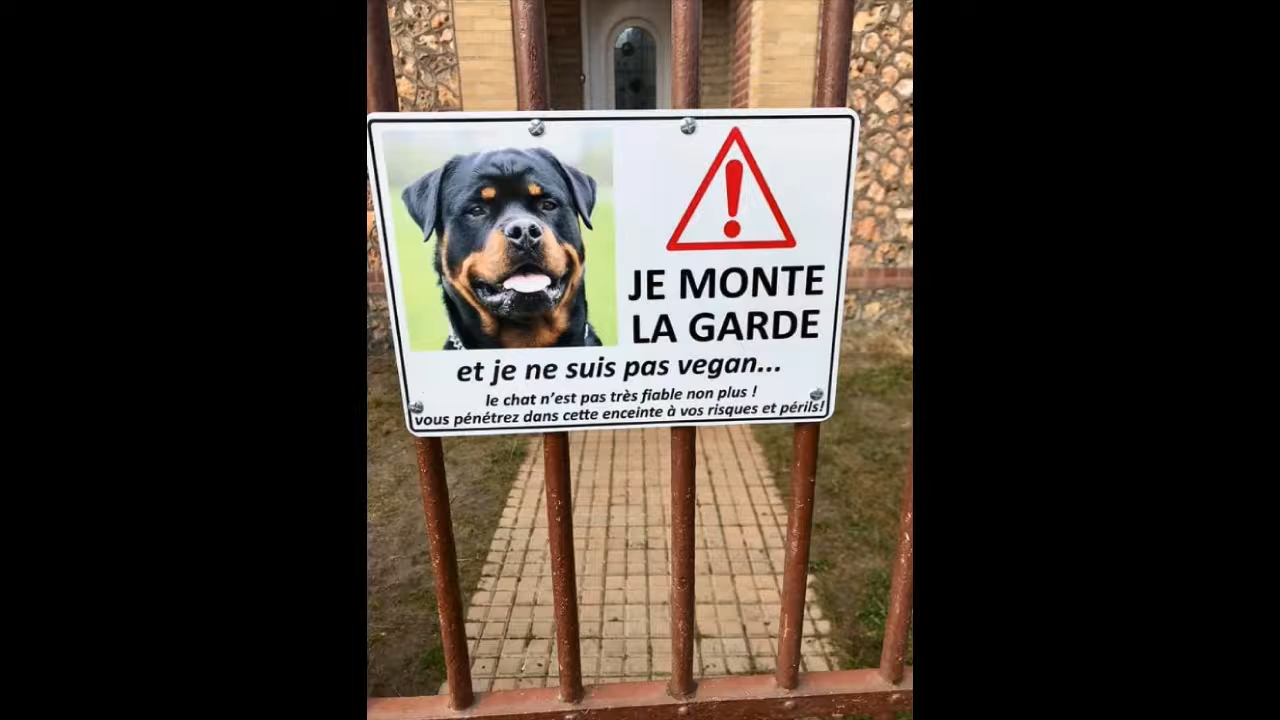 JE MONTE
LA GARDE
et je ne suis pas vegan...
le chat n'est pas très fiable non plus !
vous pénétrez dans cette enceinte à vos risques et périls!